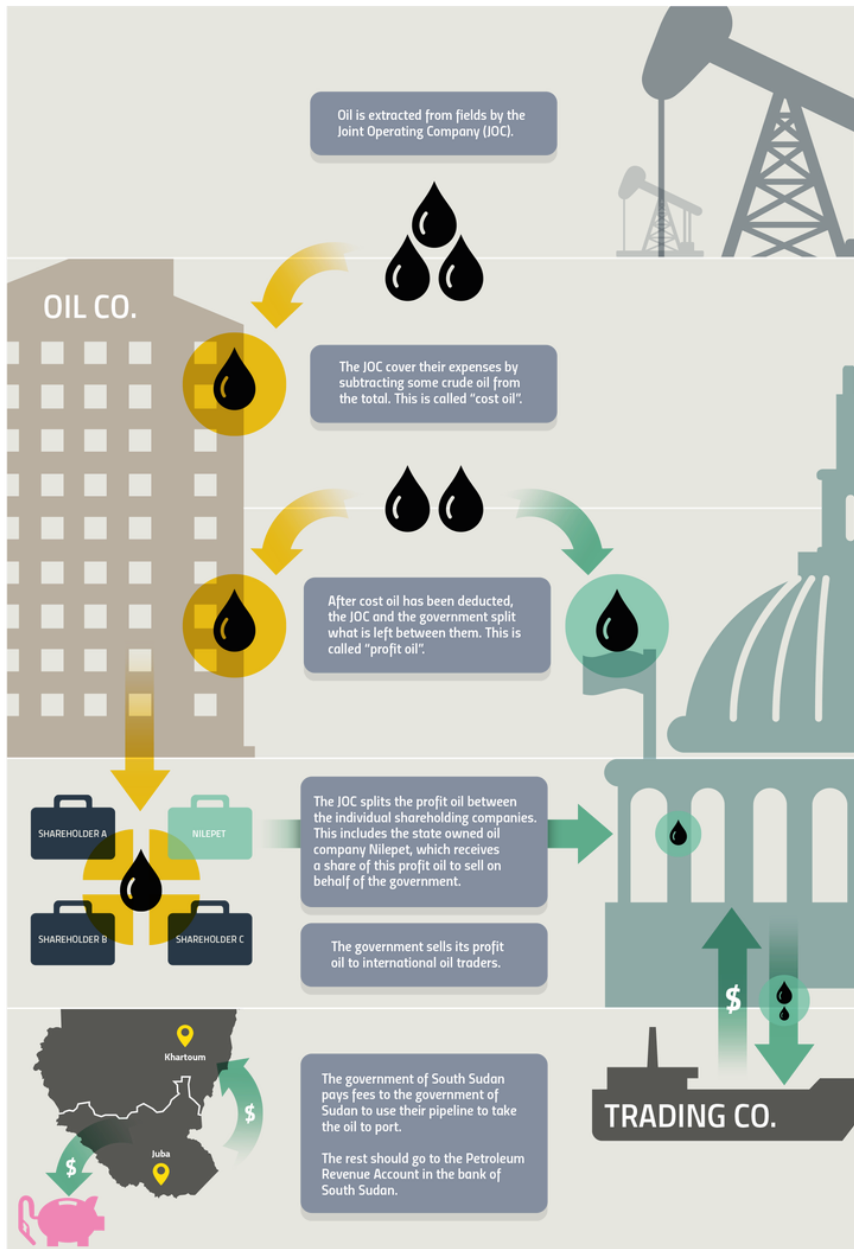 Oil is extracted from fields by the
Joint Operating Company (JOC).
OIL CO.
The JOC cover their expenses by
subtracting some crude oil from
the total. This is called “cost oil”.
After cost oil has been deducted,
the JOC and the government split
what is left between them. This is
called “profit oil”.
SHAREHOLDER A
NILEPET
SHAREHOLDER B
SHAREHOLDER C
The JOC splits the profit oil between
the individual shareholding companies.
This includes the state owned oil
company Nilepet, which receives
a share of this profit oil to sell on
behalf of the government.
The government sells its profit
oil to international oil traders.
$
TRADING CO.
Khartoum
$
Juba
$
The government of South Sudan
pays fees to the government of
Sudan to use their pipeline to take
the oil to port.
The rest should go to the Petroleum
Revenue Account in the bank of
South Sudan.